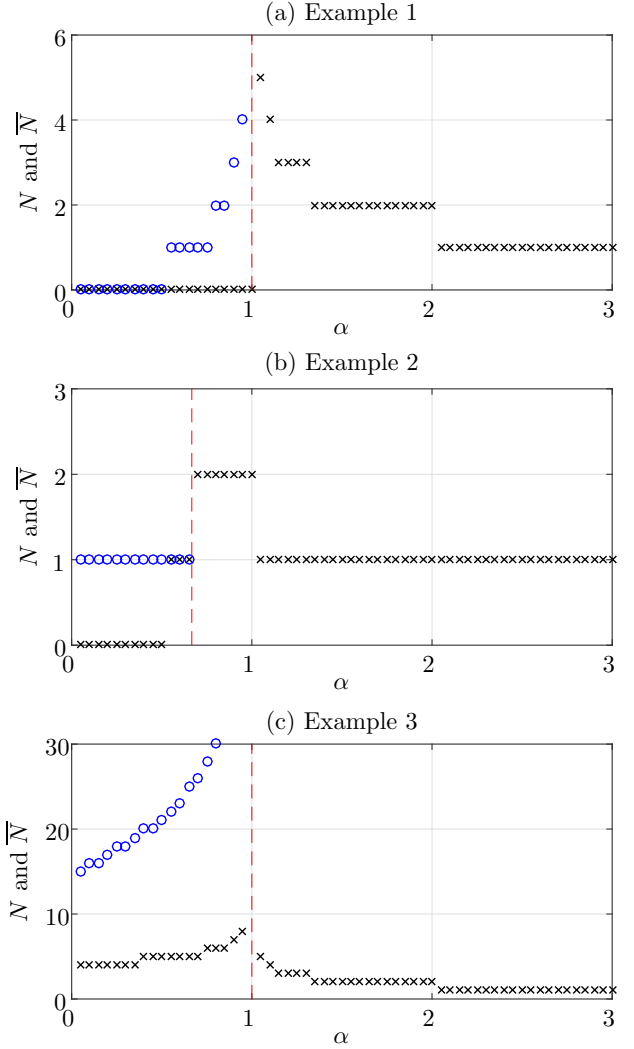 (a) Example 1
6
4
2
0
N and N̅
0 1 2 3
α
(b) Example 2
3
2
1
0
N and N̅
0 1 2 3
α
(c) Example 3
30
20
10
0
N and N̅
0 1 2 3
α